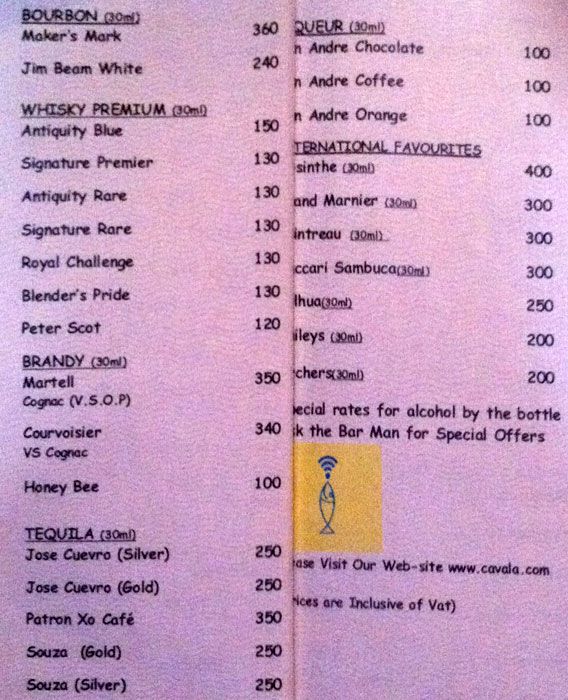 BOURBON (30ml)
Maker's Mark 360
Jim Beam White 240
WHISKY PREMIUM (30ml)
Antiquity Blue 150
Signature Premier 130
Antiquity Rare 130
Signature Rare 130
Royal Challenge 130
Blender's Pride 130
Peter Scot 120
BRANDY (30ml)
Martell 350
Cognac (V.S.O.P)
Courvoisier 340
VS Cognac
Honey Bee 100
TEQUILA (30ml)
Jose Cuevro (Silver) 250
Jose Cuevro (Gold) 250
Patron Xo Café 350
Souza (Gold) 250
Souza (Silver) 250
QUEUR (30ml)
n Andre Chocolate 100
n Andre Coffee 100
n Andre Orange 100
TERNATIONAL FAVOURITES
sinthe (30ml) 400
and Marnier (30ml) 300
intreau (30ml) 300
ccari Sambuca(30ml) 300
lhua(30ml) 250
ileys (30ml) 200
chers(30ml) 200
ecial rates for alcohol by the bottle
k the Bar Man for Special Offers
ase Visit Our Web-site www.cavala.com
ices are Inclusive of Vat)